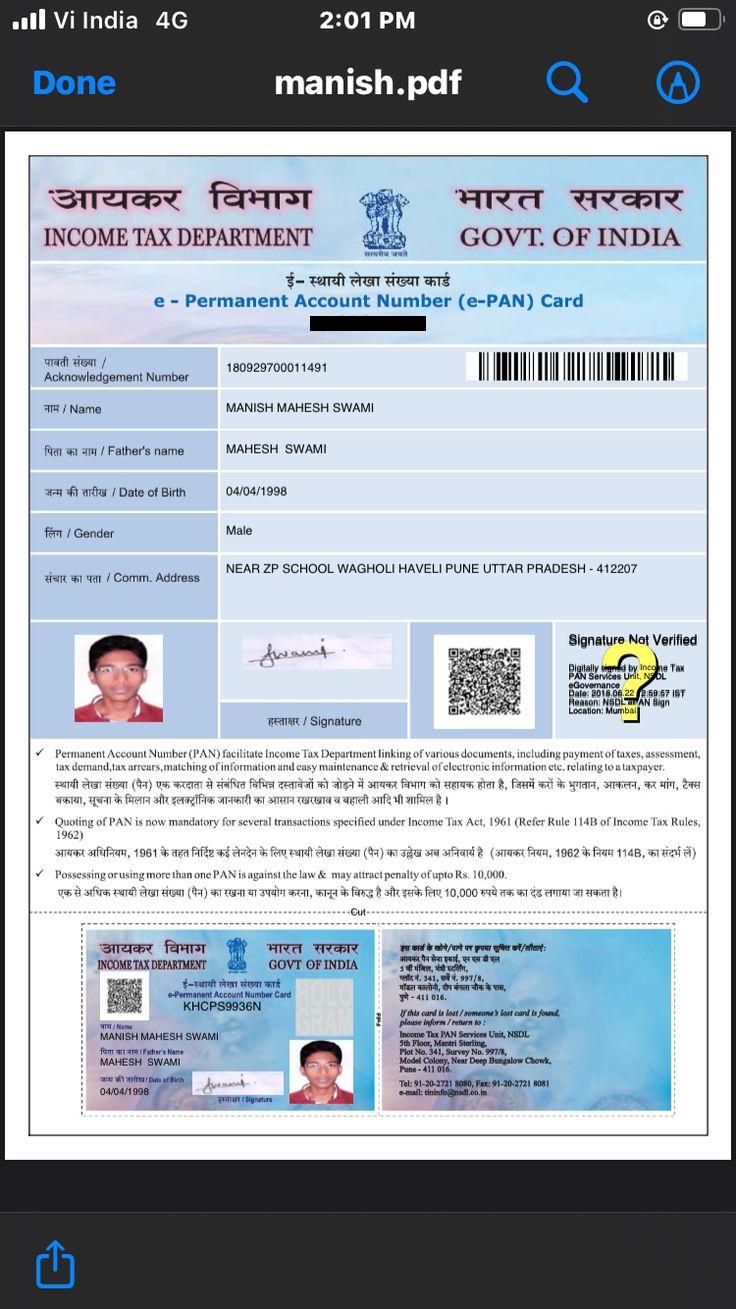 Vi India 4G 2:01 PM
Done manish.pdf
आयकर विभाग भारत सरकार
INCOME TAX DEPARTMENT GOVT. OF INDIA
सत्यमेव जयते
ई- स्थायी लेखा संख्या कार्ड
e - Permanent Account Number (e-PAN) Card
पावती संख्या /
Acknowledgement Number
180929700011491
नाम / Name
MANISH MAHESH SWAMI
पिता का नाम / Father's name
MAHESH SWAMI
जन्म की तारीख / Date of Birth
04/04/1998
लिंग / Gender
Male
संचार का पता / Comm. Address
NEAR ZP SCHOOL WAGHOLI HAVELI PUNE UTTAR PRADESH - 412207
Swami
हस्ताक्षर / Signature
Signature Not Verified
Digitally signed by Income Tax
PAN Services Unit, NSDL
eGovernance
Date: 2018.06.22 12:59:57 IST
Reason: NSDL ePAN Sign
Location: Mumbai
?
✓ Permanent Account Number (PAN) facilitate Income Tax Department linking of various documents, including payment of taxes, assessment,
tax demand,tax arrears,matching of information and easy maintenance & retrieval of electronic information etc. relating to a taxpayer.
स्थायी लेखा संख्या (पैन) एक करदाता से संबंधित विभिन्न दस्तावेजों को जोड़ने में आयकर विभाग को सहायक होता है, जिसमें करों के भुगतान, आकलन, कर मांग, टैक्स
बकाया, सूचना के मिलान और इलक्ट्रॉनिक जानकारी का आसान रखरखाव व बहाली आदि भी शामिल है ।
✓ Quoting of PAN is now mandatory for several transactions specified under Income Tax Act, 1961 (Refer Rule 114B of Income Tax Rules,
1962)
आयकर अधिनियम, 1961 के तहत निर्दिष्ट कई लेनदेन के लिए स्थायी लेखा संख्या (पैन) का उल्लेख अब अनिवार्य है (आयकर नियम, 1962 के नियम 114B, का संदर्भ लें)
✓ Possessing or using more than one PAN is against the law & may attract penalty of upto Rs. 10,000.
एक से अधिक स्थायी लेखा संख्या (पैन) का रखना या उपयोग करना, कानून के विरुद्ध है और इसके लिए 10,000 रुपये तक का दंड लगाया जा सकता है।
Cut
आयकर विभाग भारत सरकार
INCOME TAX DEPARTMENT GOVT OF INDIA
ई-स्थायी लेखा संख्या कार्ड
e-Permanent Account Number Card
KHCPS9936N
HOLO
GRAM
नाम / Name
MANISH MAHESH SWAMI
पिता का नाम / Father's Name
MAHESH SWAMI
जन्म की तारीख / Date of Birth
04/04/1998
Swami
हस्ताक्षर / Signature
Fold
इस कार्ड के खोने/पाने पर कृपया सूचित करें/लौटाएं:
आयकर पैन सेवा इकाई, एन एस डी एल
5 वीं मंजिल, मंत्री स्टर्लिंग,
प्लॉट नं. 341, सर्वे नं. 997/8,
मॉडल कालोनी, दीप बंगला चौक के पास,
पुणे - 411 016.
If this card is lost / someone's lost card is found,
please inform / return to :
Income Tax PAN Services Unit, NSDL
5th Floor, Mantri Sterling,
Plot No. 341, Survey No. 997/8,
Model Colony, Near Deep Bungalow Chowk,
Pune - 411 016.
Tel: 91-20-2721 8080, Fax: 91-20-2721 8081
e-mail: tininfo@nsdl.co.in